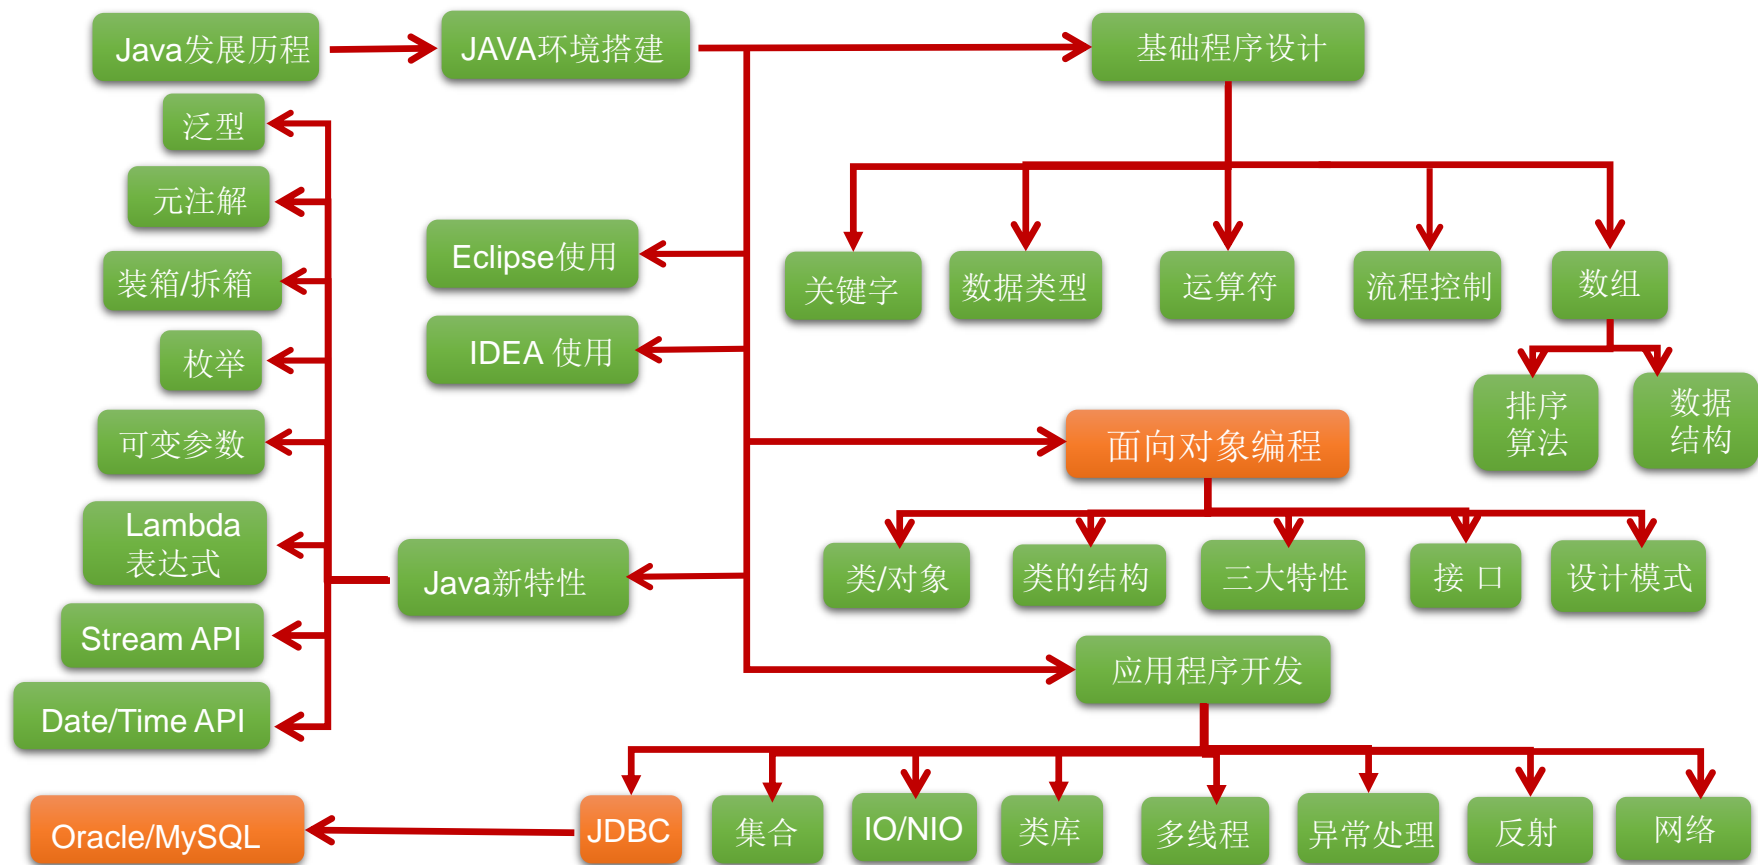 Java发展历程
JAVA环境搭建
基础程序设计
泛型
元注解
装箱/拆箱
枚举
可变参数
Lambda
表达式
Stream API
Date/Time API
Eclipse使用
IDEA 使用
Java新特性
关键字
数据类型
运算符
流程控制
数组
排序
算法
数据
结构
面向对象编程
类/对象
类的结构
三大特性
接 口
设计模式
应用程序开发
Oracle/MySQL
JDBC
集合
IO/NIO
类库
多线程
异常处理
反射
网络